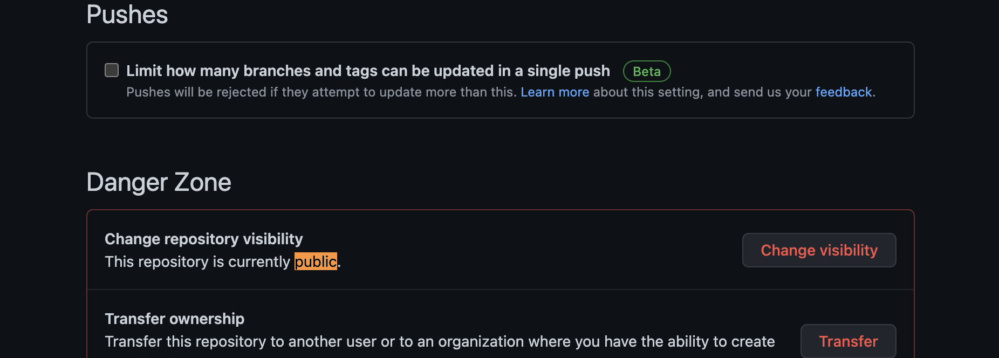 Pushes
Limit how many branches and tags can be updated in a single push Beta
Pushes will be rejected if they attempt to update more than this. Learn more about this setting, and send us your feedback.
Danger Zone
Change repository visibility
This repository is currently public.
Change visibility
Transfer ownership
Transfer this repository to another user or to an organization where you have the ability to create
Transfer